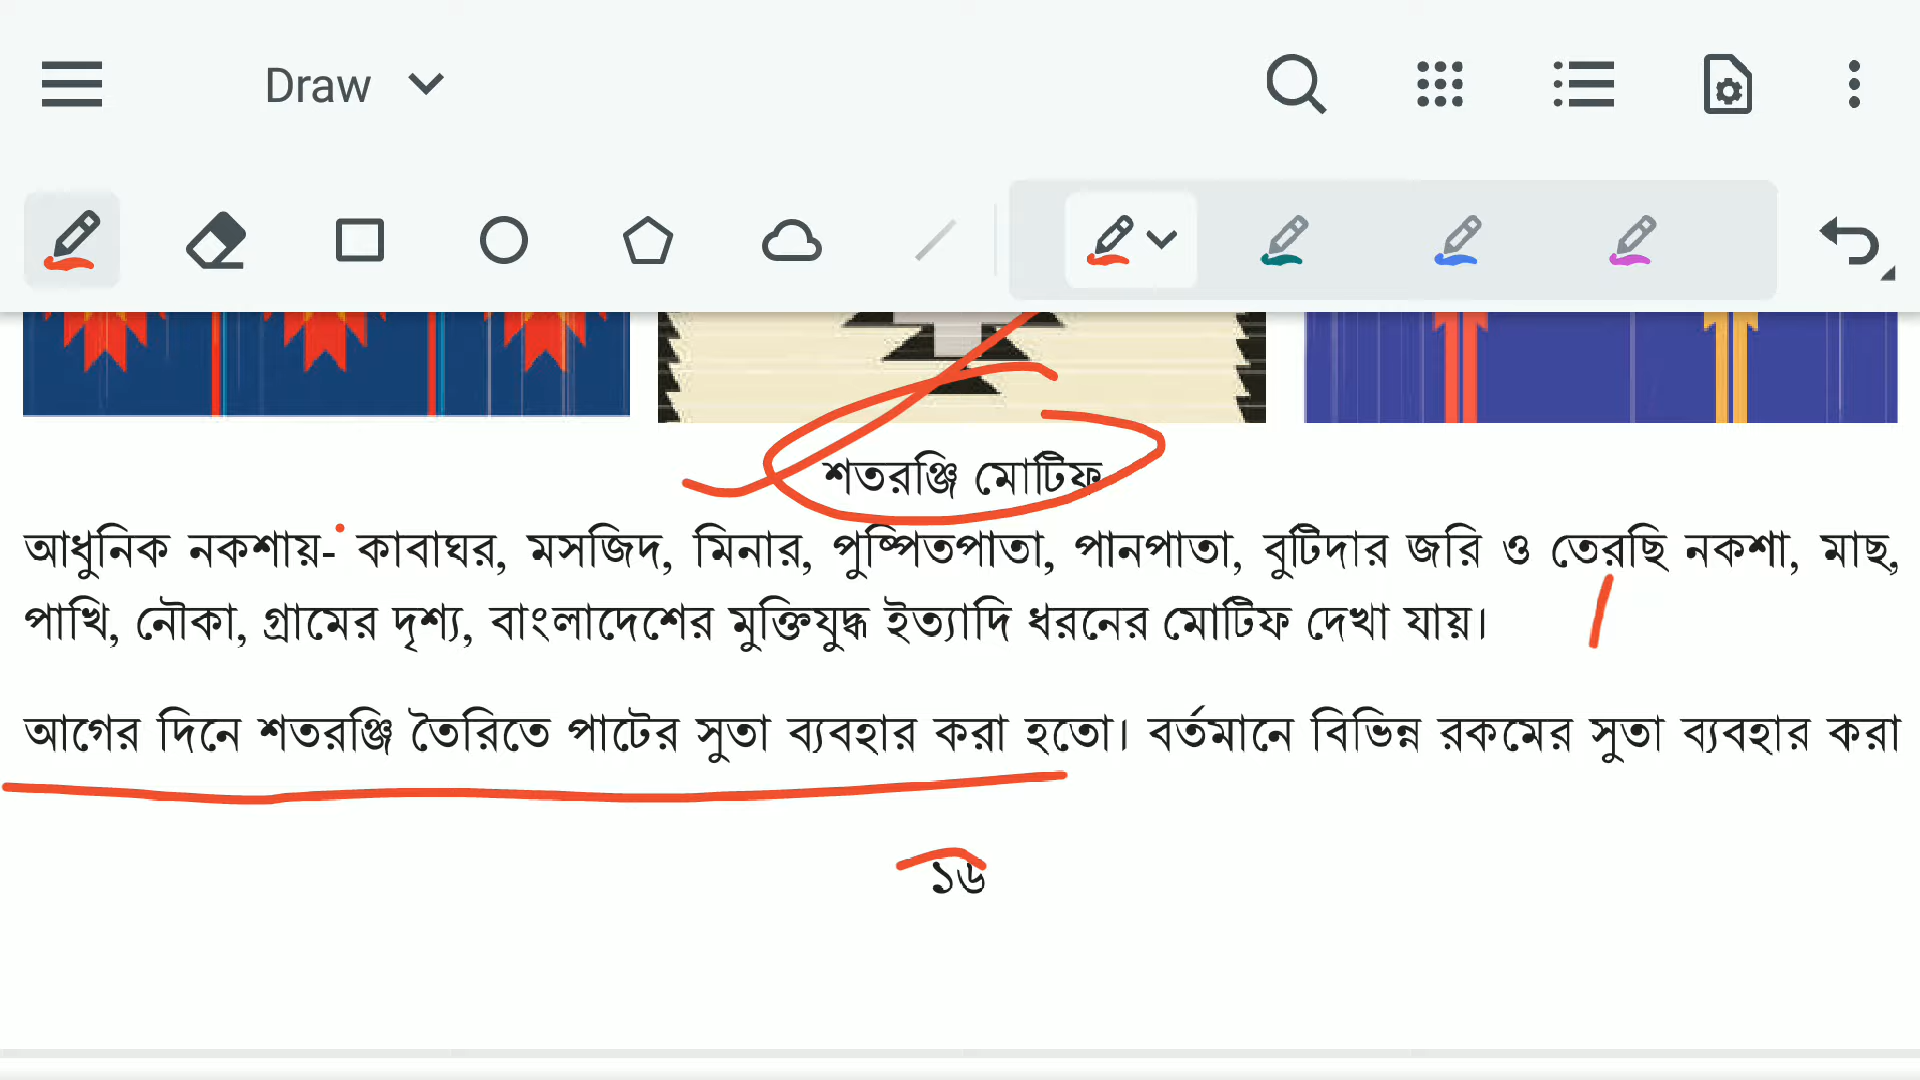 Draw
শতরঞ্জি মোটিফ
আধুনিক নকশায়- কাবাঘর, মসজিদ, মিনার, পুষ্পিতপাতা, পানপাতা, বুটিদার জরি ও তেরছি নকশা, মাছ,
পাখি, নৌকা, গ্রামের দৃশ্য, বাংলাদেশের মুক্তিযুদ্ধ ইত্যাদি ধরনের মোটিফ দেখা যায়।
আগের দিনে শতরঞ্জি তৈরিতে পাটের সুতা ব্যবহার করা হতো। বর্তমানে বিভিন্ন রকমের সুতা ব্যবহার করা
১৬